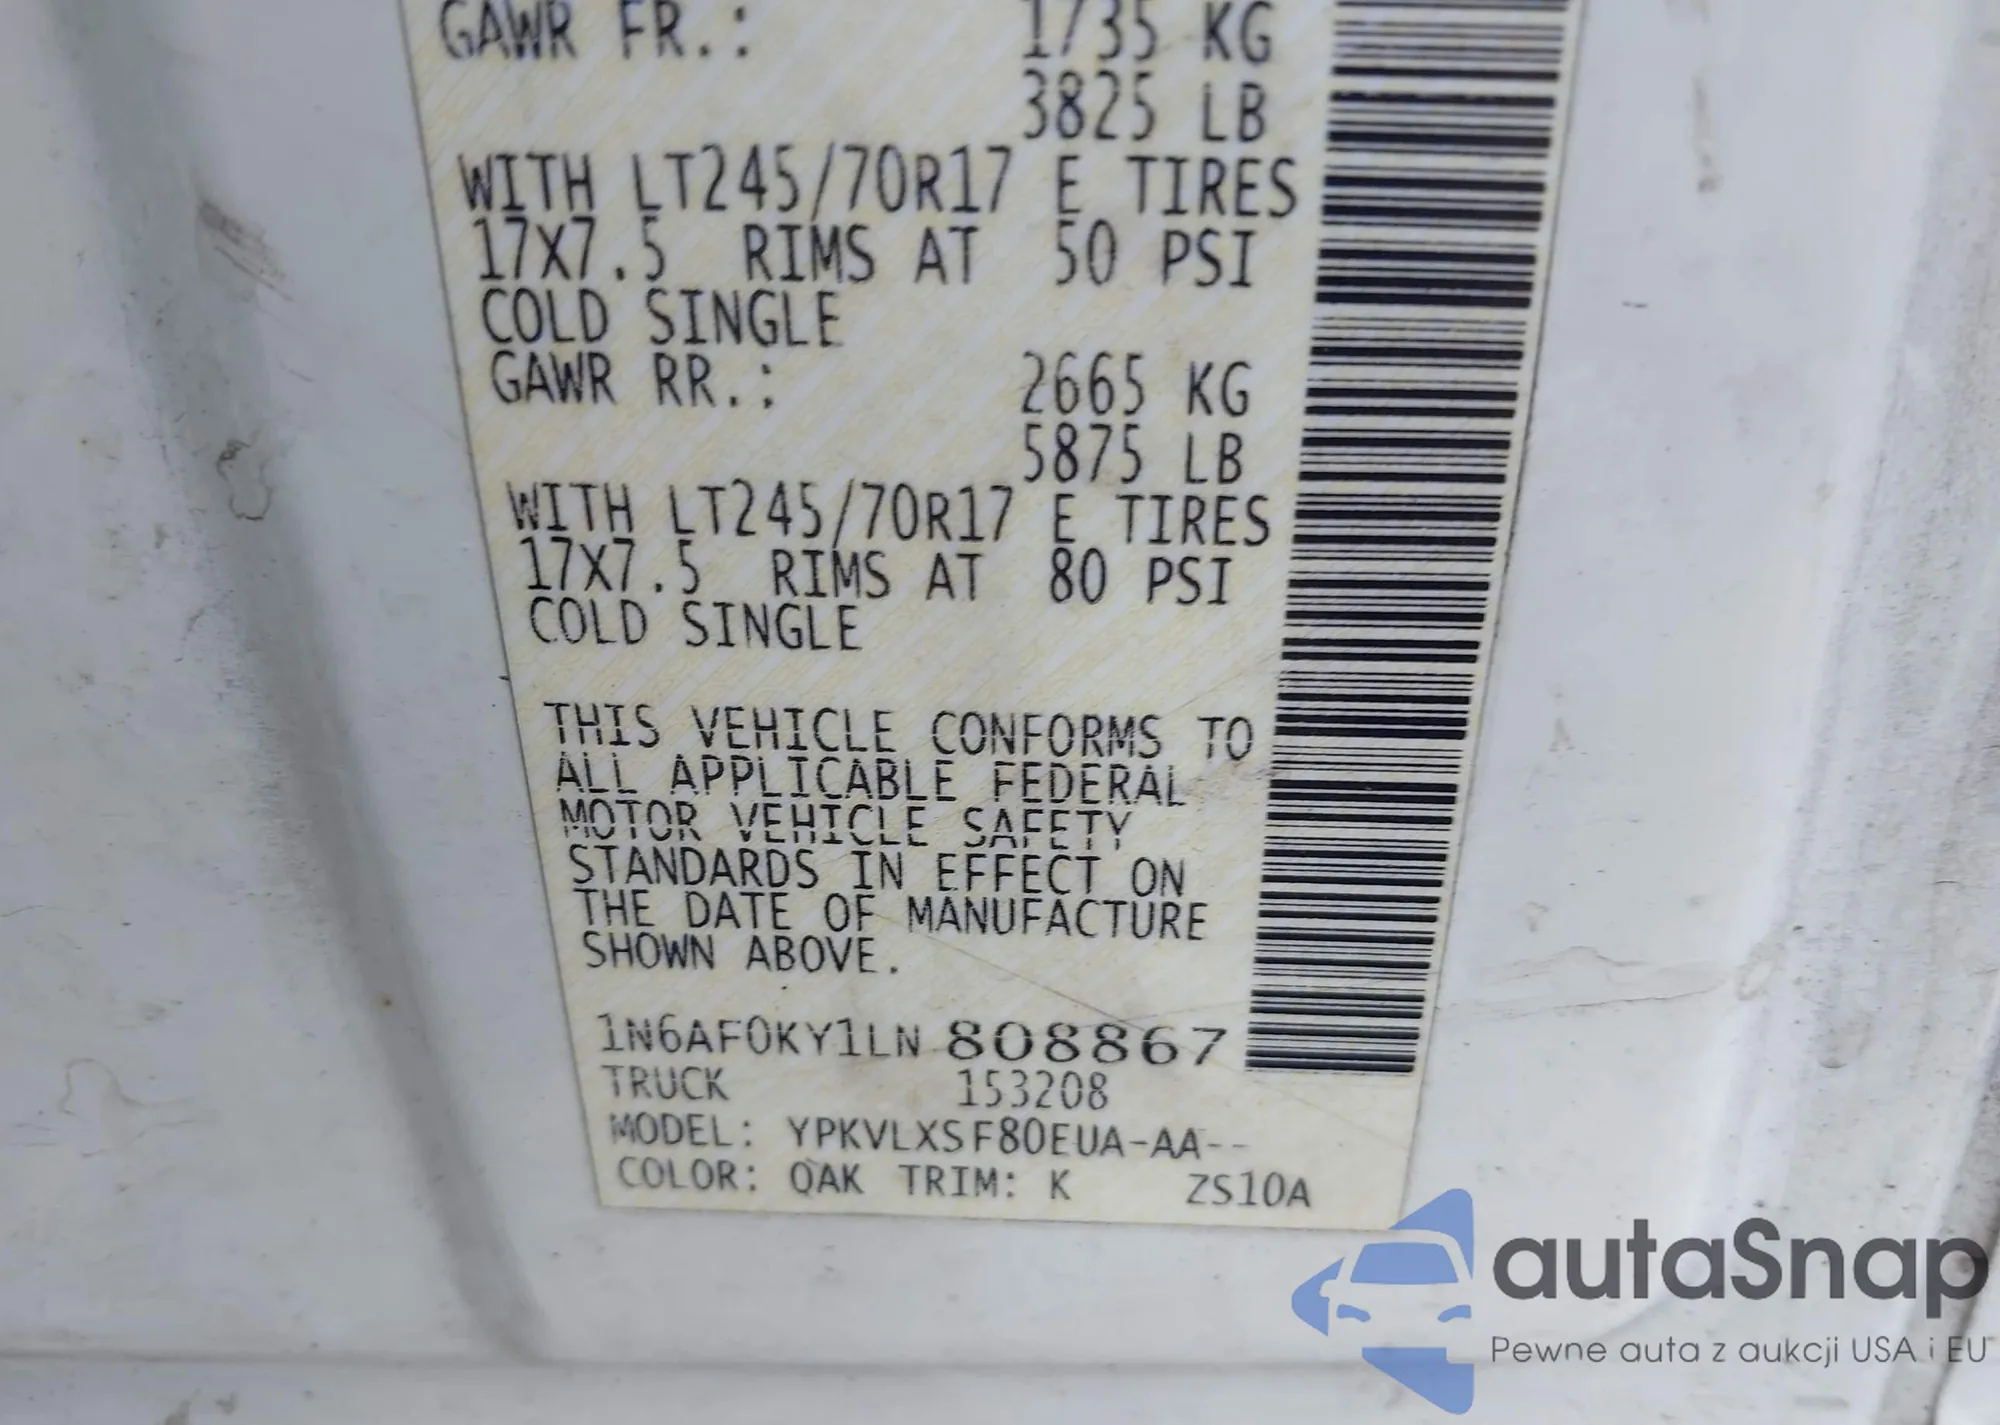 GAWR FR.: 1735 KG
3825 LB
WITH LT245/70R17 E TIRES
17X7.5 RIMS AT 50 PSI
COLD SINGLE
GAWR RR.: 2665 KG
5875 LB
WITH LT245/70R17 E TIRES
17X7.5 RIMS AT 80 PSI
COLD SINGLE
THIS VEHICLE CONFORMS TO
ALL APPLICABLE FEDERAL
MOTOR VEHICLE SAFETY
STANDARDS IN EFFECT ON
THE DATE OF MANUFACTURE
SHOWN ABOVE.
1N6AF0KY1LN 808867
TRUCK 153208
MODEL: YPKVLXSF80EUA-AA--
COLOR: QAK TRIM: K ZS10A
autaSnap
Pewne auta z aukcji USA i EU